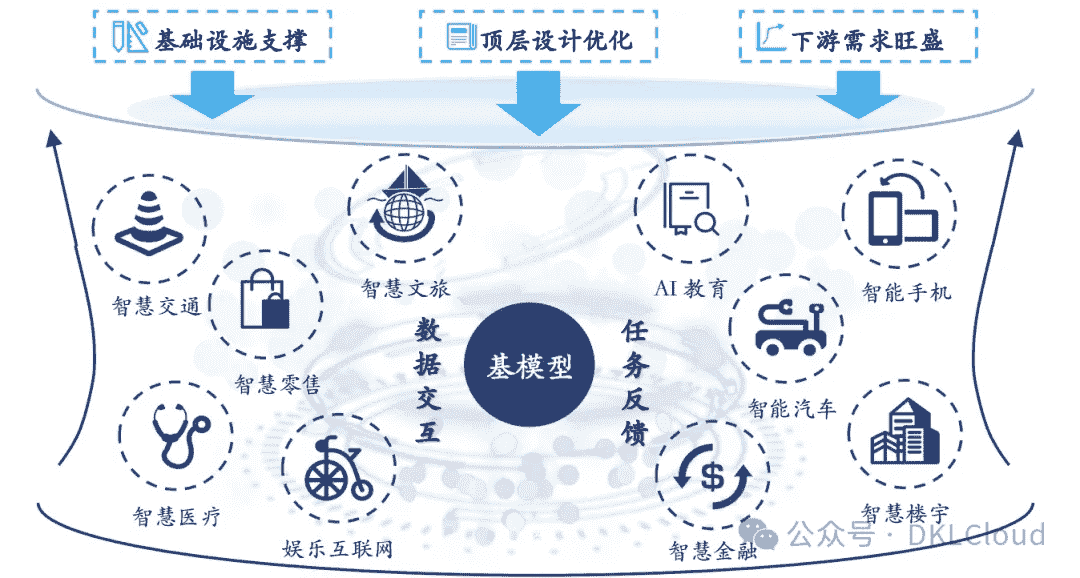 基础设施支撑
顶层设计优化
下游需求旺盛
智慧交通
智慧文旅
AI 教育
智能手机
智慧零售
数据交互
基模型
任务反馈
智能汽车
智慧医疗
娱乐互联网
$
智慧金融
智慧楼宇
公众号 · DKLCloud